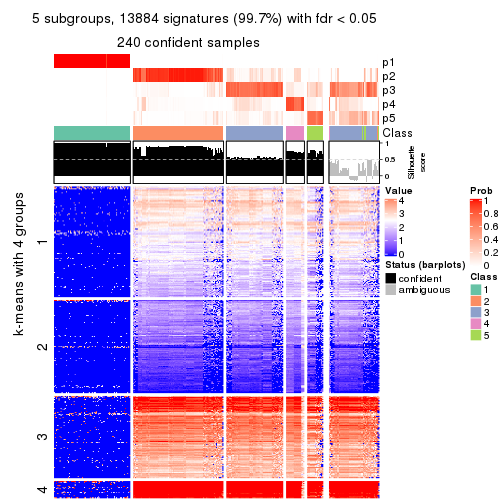 5 subgroups, 13884 signatures (99.7%) with fdr < 0.05
240 confident samples
p1
p2
p3
p4
p5
Class
1
0.5
0
Silhouette
score
k-means with 4 groups
1
2
3
4
Value
4
3
2
1
0
Status (barplots)
confident
ambiguous
Prob
1
0.8
0.6
0.4
0.2
0
Class
1
2
3
4
5